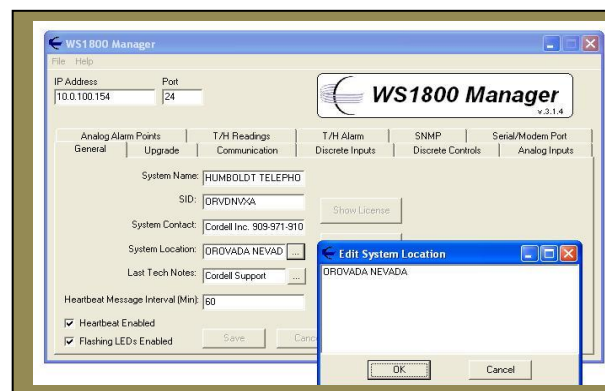 WS1800 Manager
File Help
IP Address Port
10.0.100.154 24
WS1800 Manager
v.3.1.4
Analog Alarm Points T/H Readings T/H Alarm SNMP Serial/Modem Port
General Upgrade Communication Discrete Inputs Discrete Controls Analog Inputs
System Name: HUMBOLDT TELEPHO
SID: ORVDNVXA
Show License
System Contact: Cordell Inc. 909-971-910
System Location: OROVADA NEVAD ...
Edit System Location
OROVADA NEVADA
Last Tech Notes: Cordell Support ...
Heartbeat Message Interval (Min): 60
Heartbeat Enabled
Flashing LEDs Enabled
Save Canc
OK Cancel